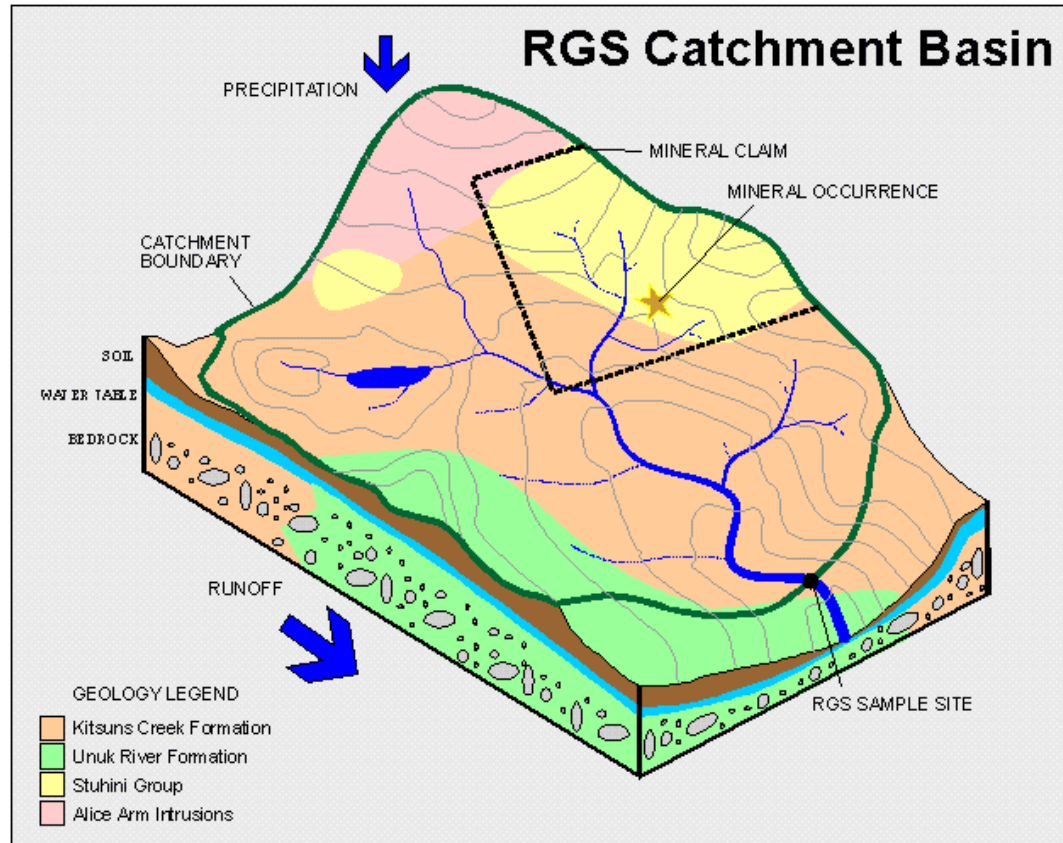 RGS Catchment Basin
PRECIPITATION
MINERAL CLAIM
MINERAL OCCURRENCE
CATCHMENT
BOUNDARY
SOIL
WATER TABLE
BEDROCK
RUNOFF
RGS SAMPLE SITE
GEOLOGY LEGEND
Kitsuns Creek Formation
Unuk River Formation
Stuhini Group
Alice Arm Intrusions